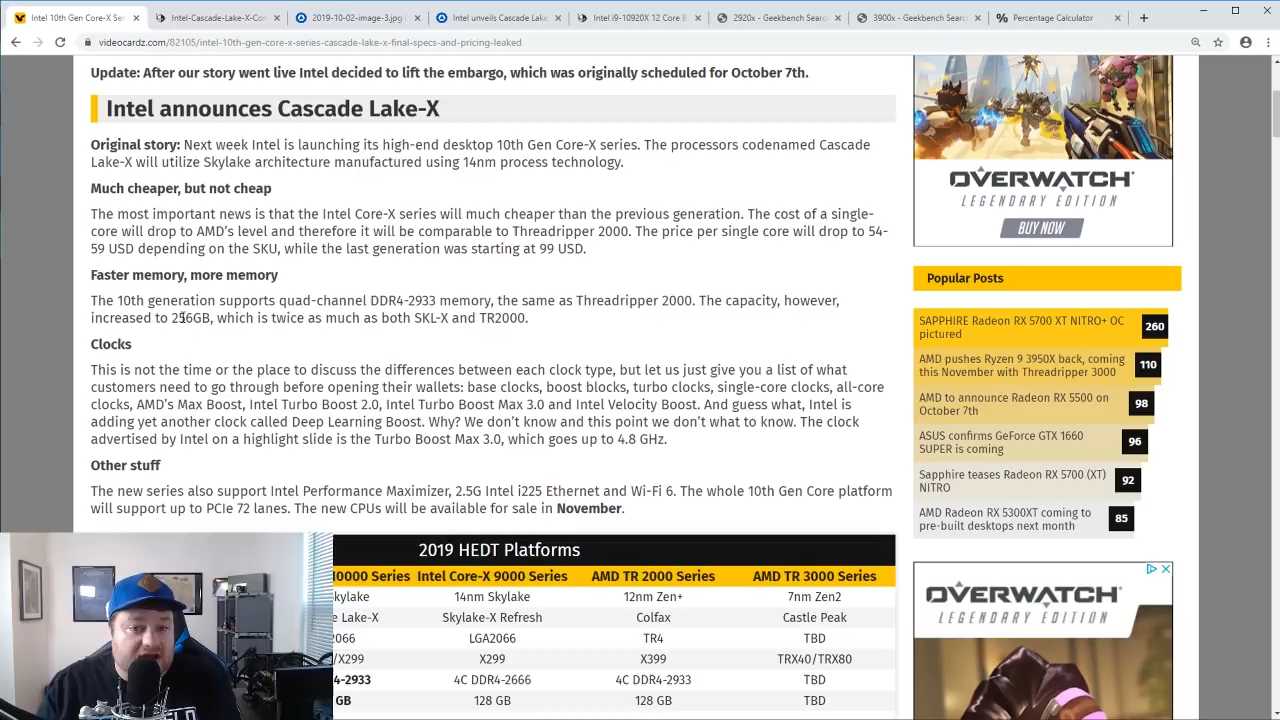 Intel 10th Gen Core-X Se
Intel-Cascade-Lake-X-Co
2019-10-02-image-3.jpg
Intel unveils Cascade Lake
Intel i9-10920X 12 Core
2920x - Geekbench Searc
3900x - Geekbench Searc
Percentage Calculator
videocardz.com/82105/intel-10th-gen-core-x-series-cascade-lake-x-final-specs-and-pricing-leaked
Update: After our story went live Intel decided to lift the embargo, which was originally scheduled for October 7th.
Intel announces Cascade Lake-X
Original story: Next week Intel is launching its high-end desktop 10th Gen Core-X series. The processors codenamed Cascade
Lake-X will utilize Skylake architecture manufactured using 14nm process technology.
Much cheaper, but not cheap
The most important news is that the Intel Core-X series will much cheaper than the previous generation. The cost of a single-
core will drop to AMD's level and therefore it will be comparable to Threadripper 2000. The price per single core will drop to 54-
59 USD depending on the SKU, while the last generation was starting at 99 USD.
Faster memory, more memory
The 10th generation supports quad-channel DDR4-2933 memory, the same as Threadripper 2000. The capacity, however,
increased to 256GB, which is twice as much as both SKL-X and TR2000.
Clocks
This is not the time or the place to discuss the differences between each clock type, but let us just give you a list of what
customers need to go through before opening their wallets: base clocks, boost blocks, turbo clocks, single-core clocks, all-core
clocks, AMD's Max Boost, Intel Turbo Boost 2.0, Intel Turbo Boost Max 3.0 and Intel Velocity Boost. And guess what, Intel is
adding yet another clock called Deep Learning Boost. Why? We don't know and this point we don't what to know. The clock
advertised by Intel on a highlight slide is the Turbo Boost Max 3.0, which goes up to 4.8 GHz.
Other stuff
The new series also support Intel Performance Maximizer, 2.5G Intel i225 Ethernet and Wi-Fi 6. The whole 10th Gen Core platform
will support up to PCIe 72 lanes. The new CPUs will be available for sale in November.
2019 HEDT Platforms
10000 Series Intel Core-X 9000 Series AMD TR 2000 Series AMD TR 3000 Series
kylake 14nm Skylake 12nm Zen+ 7nm Zen2
e Lake-X Skylake-X Refresh Colfax Castle Peak
2066 LGA2066 TR4 TBD
/X299 X299 X399 TRX40/TRX80
4-2933 4C DDR4-2666 4C DDR4-2933 TBD
GB 128 GB 128 GB TBD
OVERWATCH
LEGENDARY EDITION
BUY NOW
Popular Posts
SAPPHIRE Radeon RX 5700 XT NITRO+ OC
pictured
260
AMD pushes Ryzen 9 3950X back, coming
this November with Threadripper 3000
110
AMD to announce Radeon RX 5500 on
October 7th
98
ASUS confirms GeForce GTX 1660
SUPER is coming
96
Sapphire teases Radeon RX 5700 (XT)
NITRO
92
AMD Radeon RX 5300XT coming to
pre-built desktops next month
85
OVERWATCH
LEGENDARY EDITION